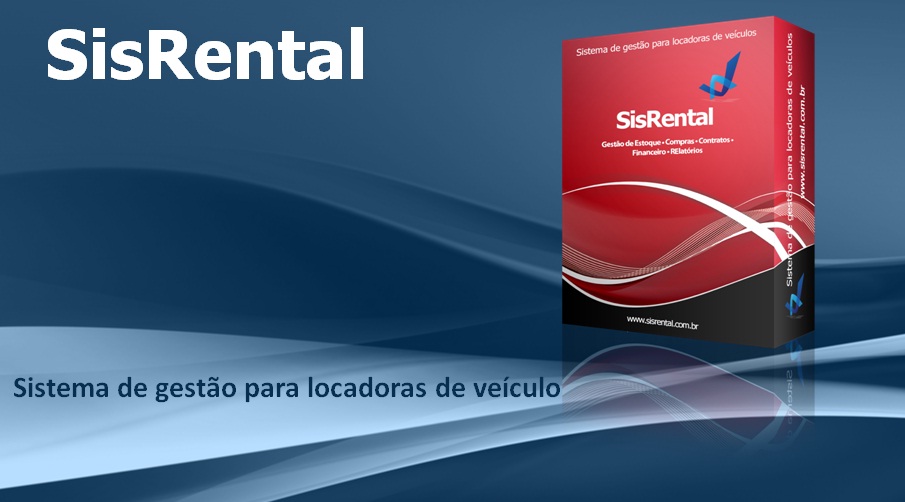 SisRental
Sistema de gestão para locadoras de veículos
SisRental
Gestão de Estoque • Compras • Contratos •
Financeiro • RElatórios
www.sisrental.com.br
Sistema de gestão para locadoras de veículos
www.sisrental.com.br
Sistema de gestão para locadoras de veículo